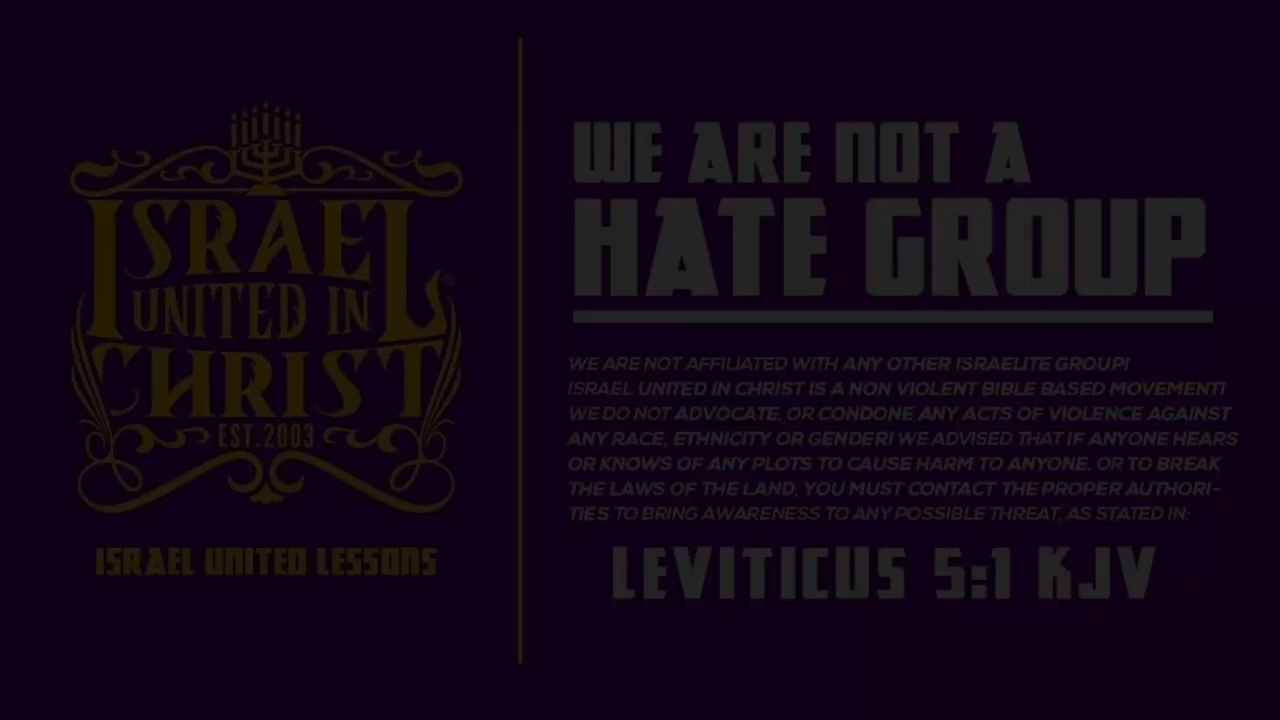 ISRAEL
UNITED IN
CHRIST
EST.2003
ISRAEL UNITED LESSONS
WE ARE NOT A
HATE GROUP
WE ARE NOT AFFILIATED WITH ANY OTHER ISRAELITE GROUP!
ISRAEL UNITED IN CHRIST IS A NON VIOLENT BIBLE BASED MOVEMENT!
WE DO NOT ADVOCATE, OR CONDONE ANY ACTS OF VIOLENCE AGAINST
ANY RACE, ETHNICITY OR GENDER! WE ADVISED THAT IF ANYONE HEARS
OR KNOWS OF ANY PLOTS TO CAUSE HARM TO ANYONE, OR TO BREAK
THE LAWS OF THE LAND, YOU MUST CONTACT THE PROPER AUTHORI-
TIES TO BRING AWARENESS TO ANY POSSIBLE THREAT, AS STATED IN:
LEVITICUS 5:1 KJV